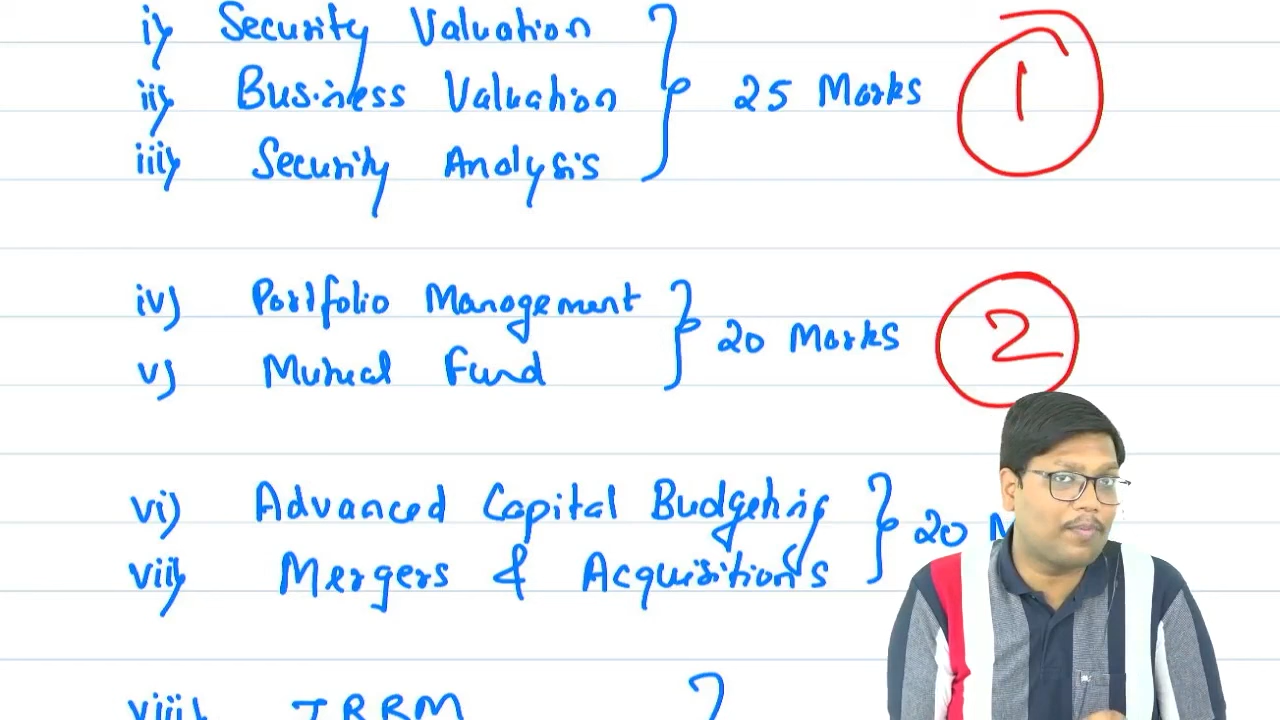 i) Security Valuation
ii) Business Valuation
iii) Security Analysis
25 Marks
1
iv) Portfolio Management
v) Mutual Fund
20 Marks
2
vi) Advanced Capital Budgeting
vii) Mergers & Acquisitions
20 M
viii) IRRM